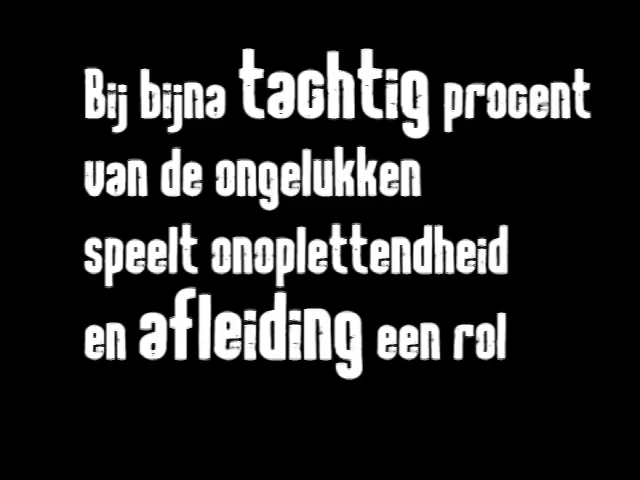 Bij bijna tachtig procent
van de ongelukken
speelt onoplettendheid
en afleiding een rol